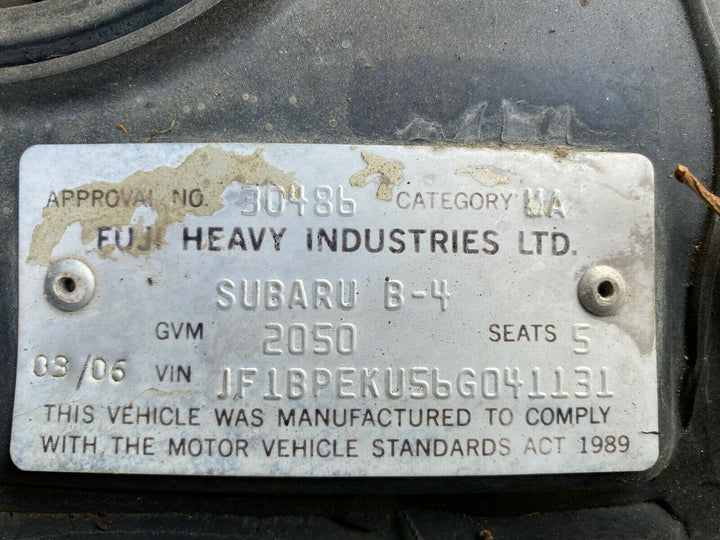 APPROVAL NO. 30486 CATEGORY MA
FUJI HEAVY INDUSTRIES LTD.
SUBARU B-4
GVM 2050 SEATS 5
03/06 VIN JF1BPEKU56G041131
THIS VEHICLE WAS MANUFACTURED TO COMPLY
WITH THE MOTOR VEHICLE STANDARDS ACT 1989